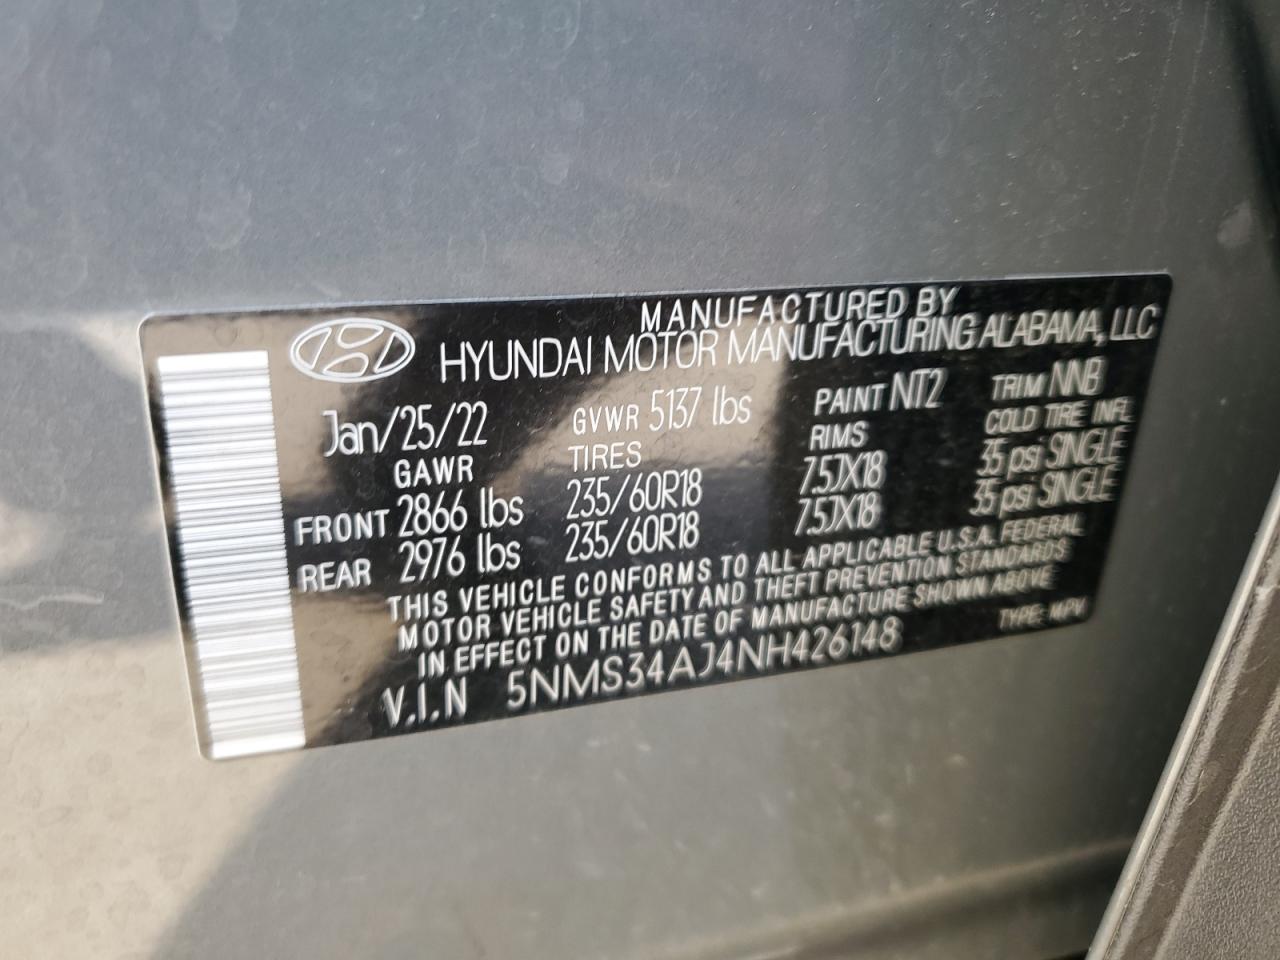 MANUFACTURED BY
HYUNDAI MOTOR MANUFACTURING ALABAMA, LLC
Jan/25/22 GVWR 5137 lbs PAINT NT2 TRIM NNB
GAWR TIRES RIMS COLD TIRE INFL
FRONT 2866 lbs 235/60R18 7.5JX18 35 psi SINGLE
REAR 2976 lbs 235/60R18 7.5JX18 35 psi SINGLE
THIS VEHICLE CONFORMS TO ALL APPLICABLE U.S.A. FEDERAL
MOTOR VEHICLE SAFETY AND THEFT PREVENTION STANDARDS
IN EFFECT ON THE DATE OF MANUFACTURE SHOWN ABOVE
V.I.N 5NMS34AJ4NH426148 TYPE: MPV